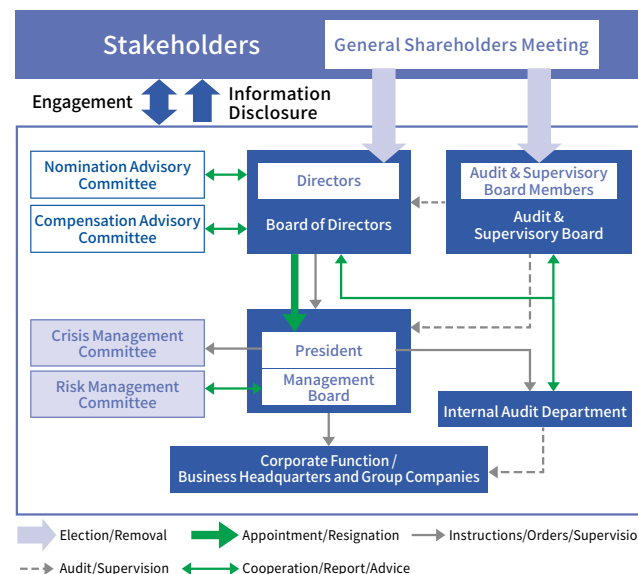 Stakeholders
General Shareholders Meeting
Engagement
Information
Disclosure
Nomination Advisory
Committee
Directors
Audit & Supervisory
Board Members
Compensation Advisory
Committee
Board of Directors
Audit &
Supervisory Board
Crisis Management
Committee
President
Risk Management
Committee
Management
Board
Internal Audit Department
Corporate Function /
Business Headquarters and Group Companies
Election/Removal
Appointment/Resignation
Instructions/Orders/Supervisio
Audit/Supervision
Cooperation/Report/Advice